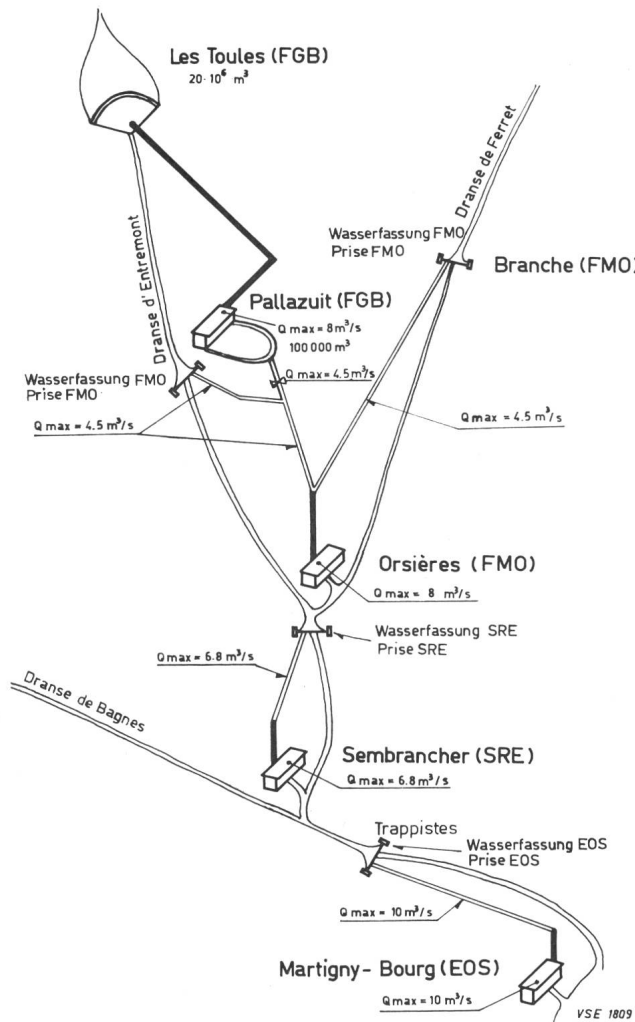 Les Toules (FGB)
20·10⁶ m³
Dranse de Ferret
Dranse d'Entremont
Wasserfassung FMO
Prise FMO
Branche (FMO)
Pallazuit (FGB)
Q max = 8 m³/s
100 000 m³
Q max = 4.5 m³/s
Wasserfassung FMO
Prise FMO
Q max = 4.5 m³/s
Q max = 4.5 m³/s
Orsières (FMO)
Q max = 8 m³/s
Wasserfassung SRE
Prise SRE
Q max = 6.8 m³/s
Dranse de Bagnes
Sembrancher (SRE)
Q max = 6.8 m³/s
Trappistes
Wasserfassung EOS
Prise EOS
Q max = 10 m³/s
Martigny-Bourg (EOS)
Q max = 10 m³/s
VSE 1809